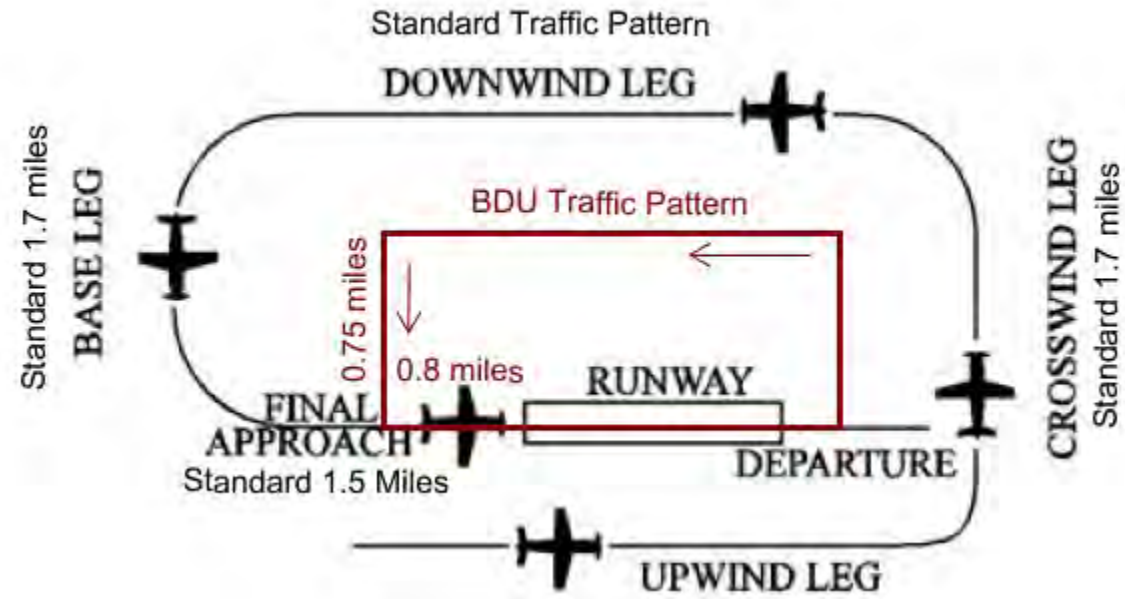 Standard Traffic Pattern
DOWNWIND LEG
Standard 1.7 miles
BASE LEG
BDU Traffic Pattern
0.75 miles
0.8 miles
RUNWAY
FINAL
APPROACH
Standard 1.5 Miles
DEPARTURE
CROSSWIND LEG
Standard 1.7 miles
UPWIND LEG